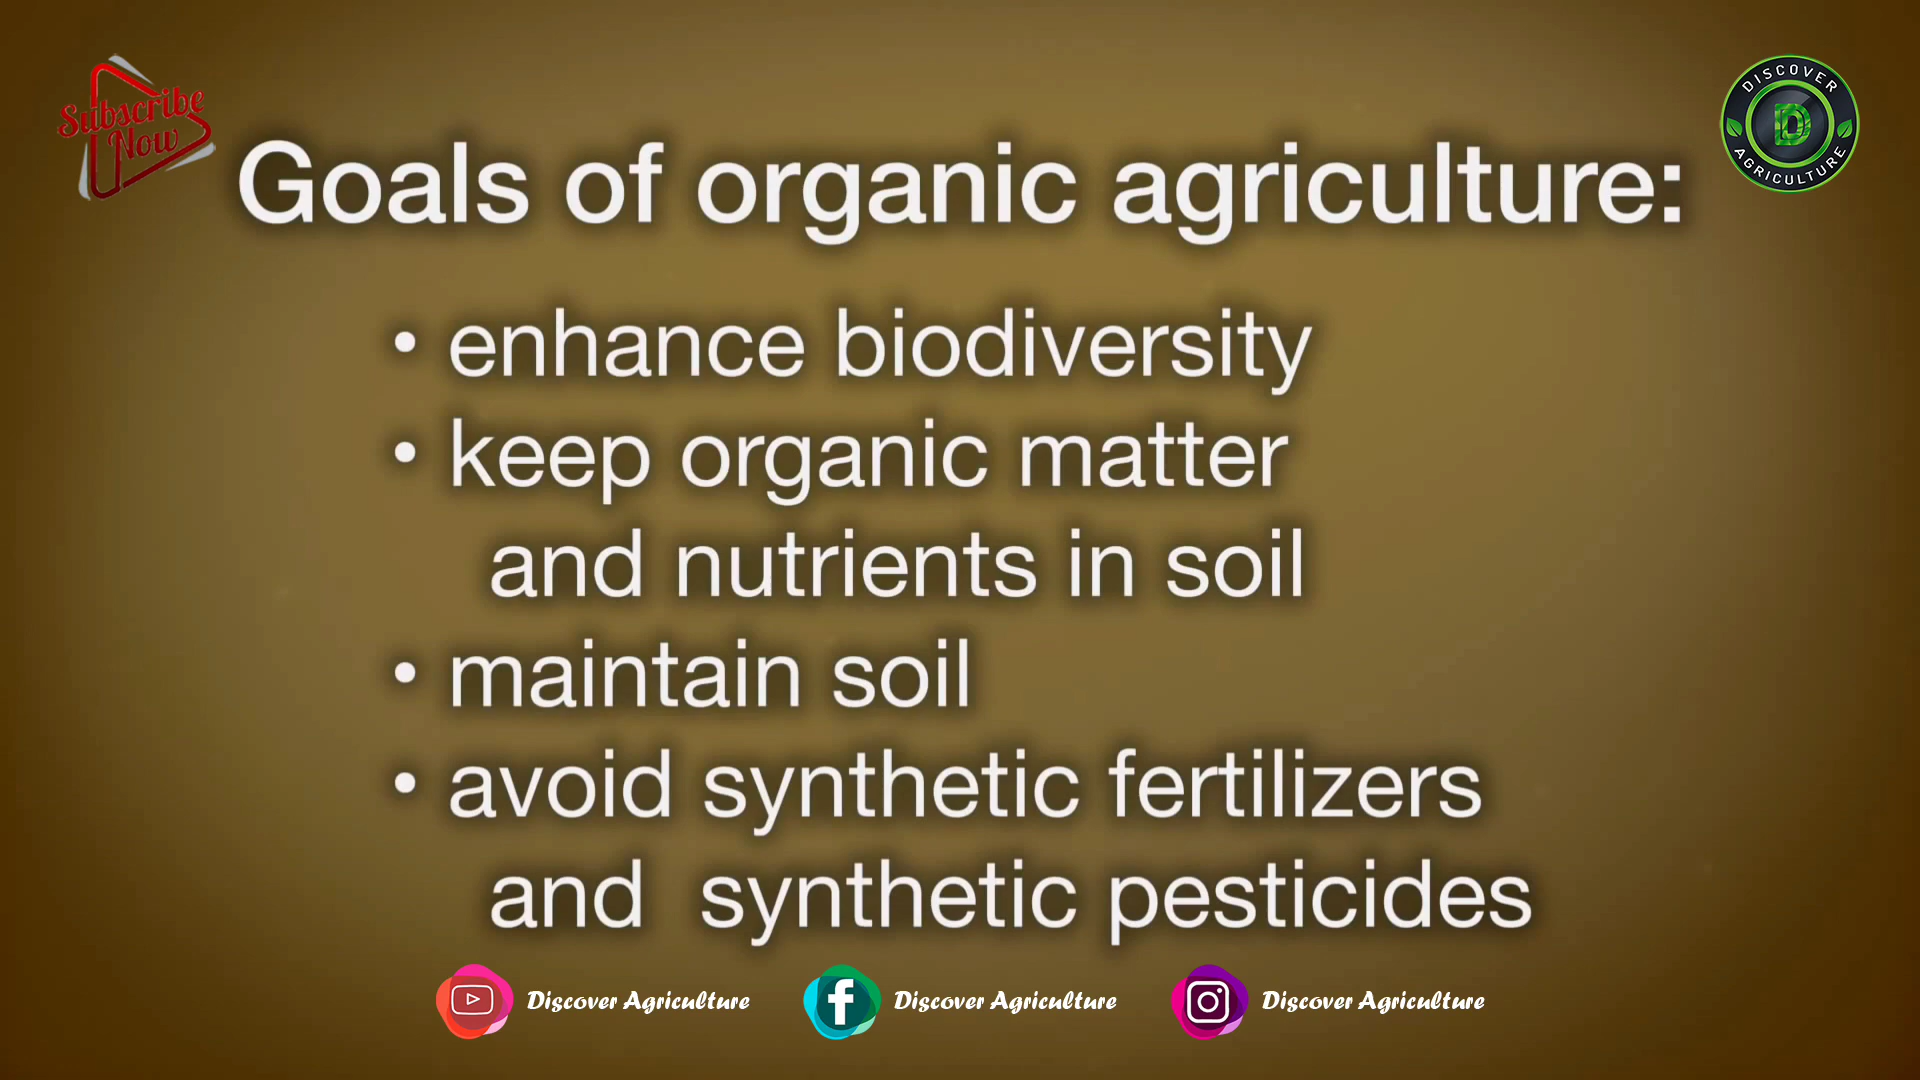 Subscribe
Now
DISCOVER
D
AGRICULTURE
Goals of organic agriculture:
• enhance biodiversity
• keep organic matter
and nutrients in soil
• maintain soil
• avoid synthetic fertilizers
and synthetic pesticides
Discover Agriculture
f Discover Agriculture
Discover Agriculture